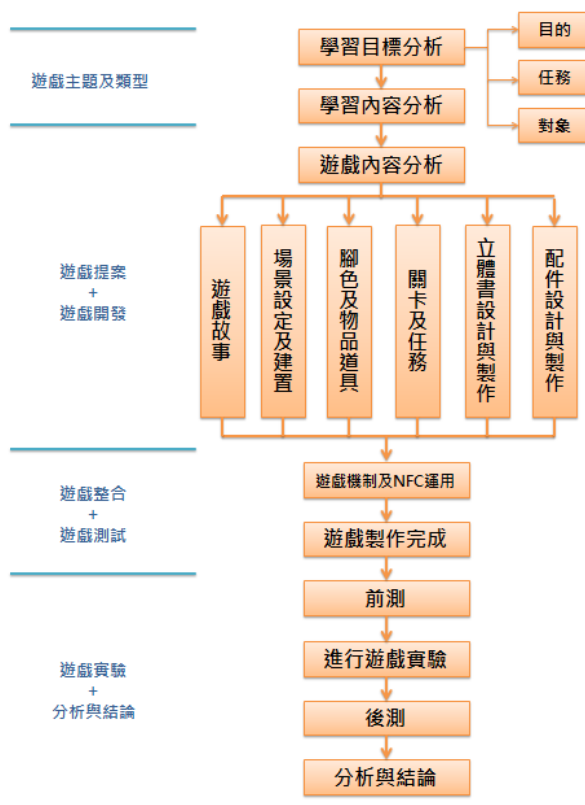 遊戲主題及類型
學習目標分析
目的
任務
對象
學習內容分析
遊戲提案
+
遊戲開發
遊戲內容分析
遊戲故事
場景設定及建置
腳色及物品道具
關卡及任務
立體書設計與製作
配件設計與製作
遊戲整合
+
遊戲測試
遊戲機制及NFC運用
遊戲製作完成
遊戲實驗
+
分析與結論
前測
進行遊戲實驗
後測
分析與結論